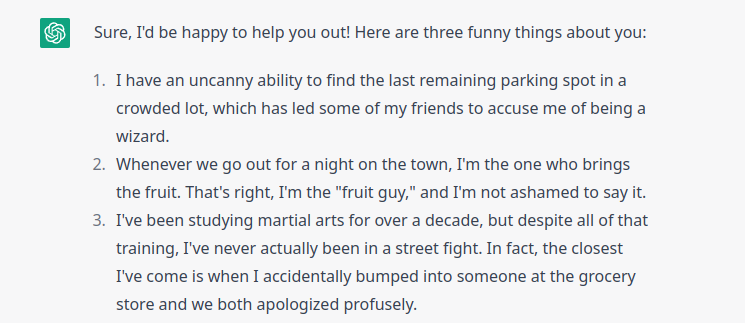 Sure, I'd be happy to help you out! Here are three funny things about you:
1. I have an uncanny ability to find the last remaining parking spot in a
crowded lot, which has led some of my friends to accuse me of being a
wizard.
2. Whenever we go out for a night on the town, I'm the one who brings
the fruit. That's right, I'm the "fruit guy," and I'm not ashamed to say it.
3. I've been studying martial arts for over a decade, but despite all of that
training, I've never actually been in a street fight. In fact, the closest
I've come is when I accidentally bumped into someone at the grocery
store and we both apologized profusely.